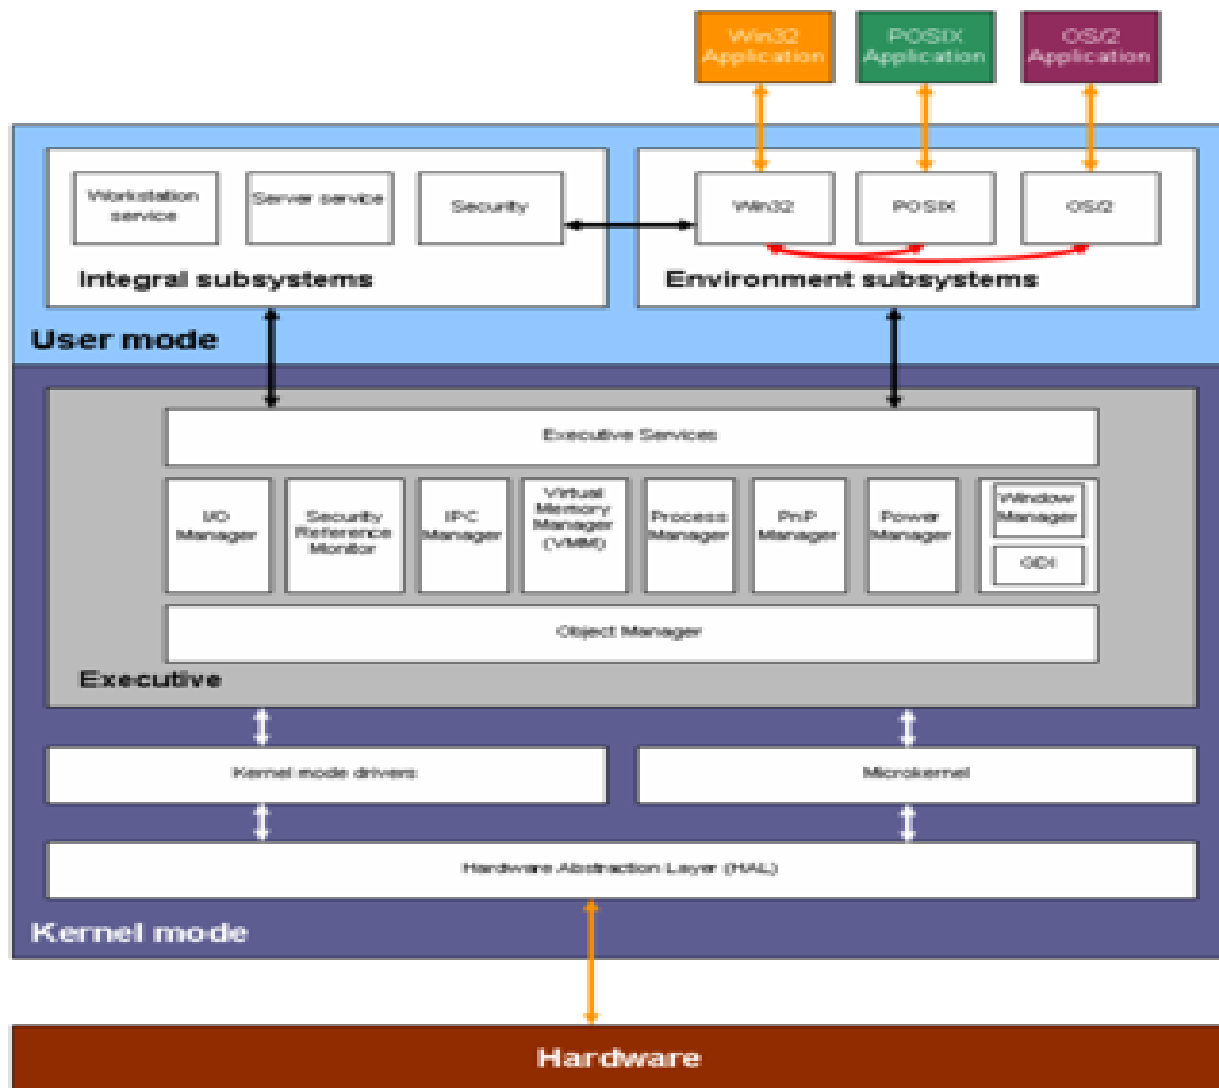 Win32
Application
POSIX
Application
OS/2
Application
Workstation
service
Server service
Security
Win32
POSIX
OS/2
Integral subsystems
Environment subsystems
User mode
Executive Services
I/O
Manager
Security
Reference
Monitor
IPC
Manager
Virtual
Memory
Manager
(VMM)
Process
Manager
PnP
Manager
Power
Manager
Window
Manager
GDI
Object Manager
Executive
Kernel mode drivers
Microkernel
Hardware Abstraction Layer (HAL)
Kernel mode
Hardware